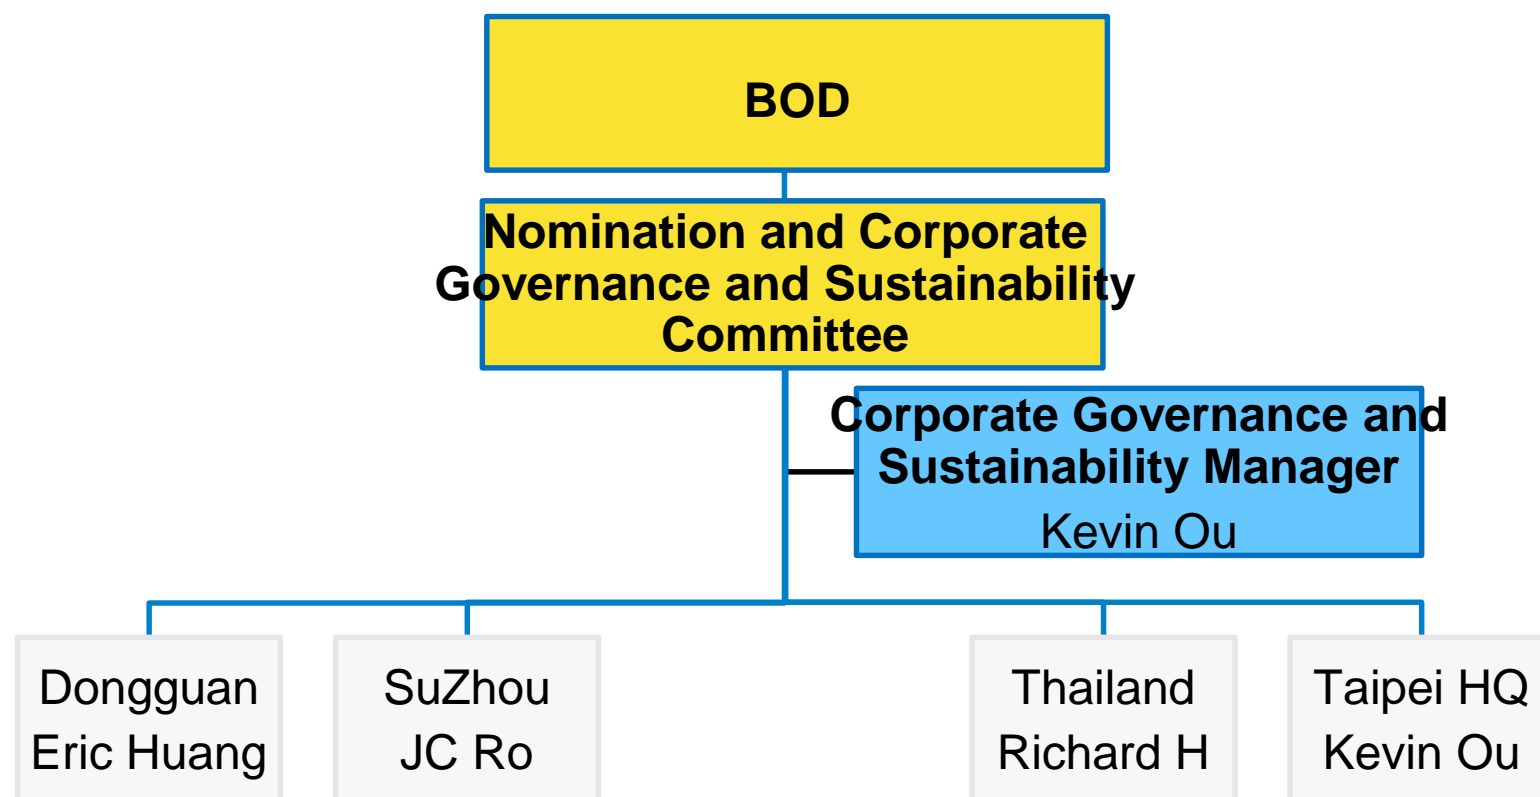 BOD
Nomination and Corporate
Governance and Sustainability
Committee
Corporate Governance and
Sustainability Manager
Kevin Ou
Dongguan
Eric Huang
SuZhou
JC Ro
Thailand
Richard H
Taipei HQ
Kevin Ou